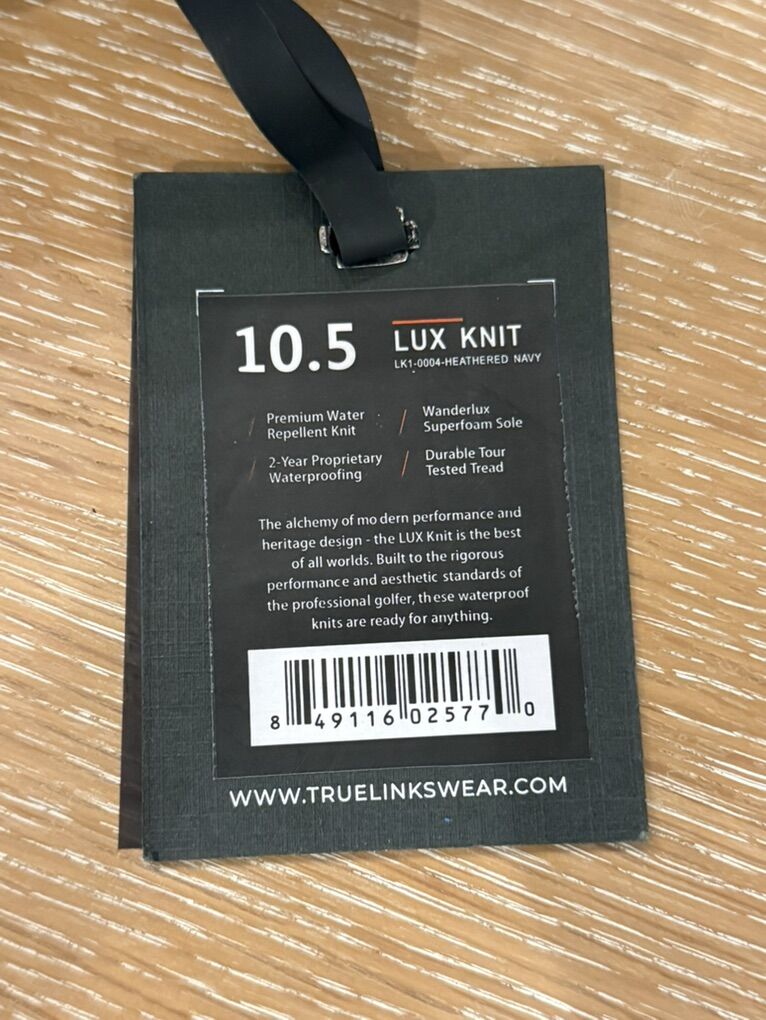 10.5
LUX KNIT
LK1-0004-HEATHERED NAVY
Premium Water
Repellent Knit
Wanderlux
Superfoam Sole
2-Year Proprietary
Waterproofing
Durable Tour
Tested Tread
The alchemy of modern performance and
heritage design - the LUX Knit is the best
of all worlds. Built to the rigorous
performance and aesthetic standards of
the professional golfer, these waterproof
knits are ready for anything.
8 49116 02577 0
WWW.TRUELINKSWEAR.COM